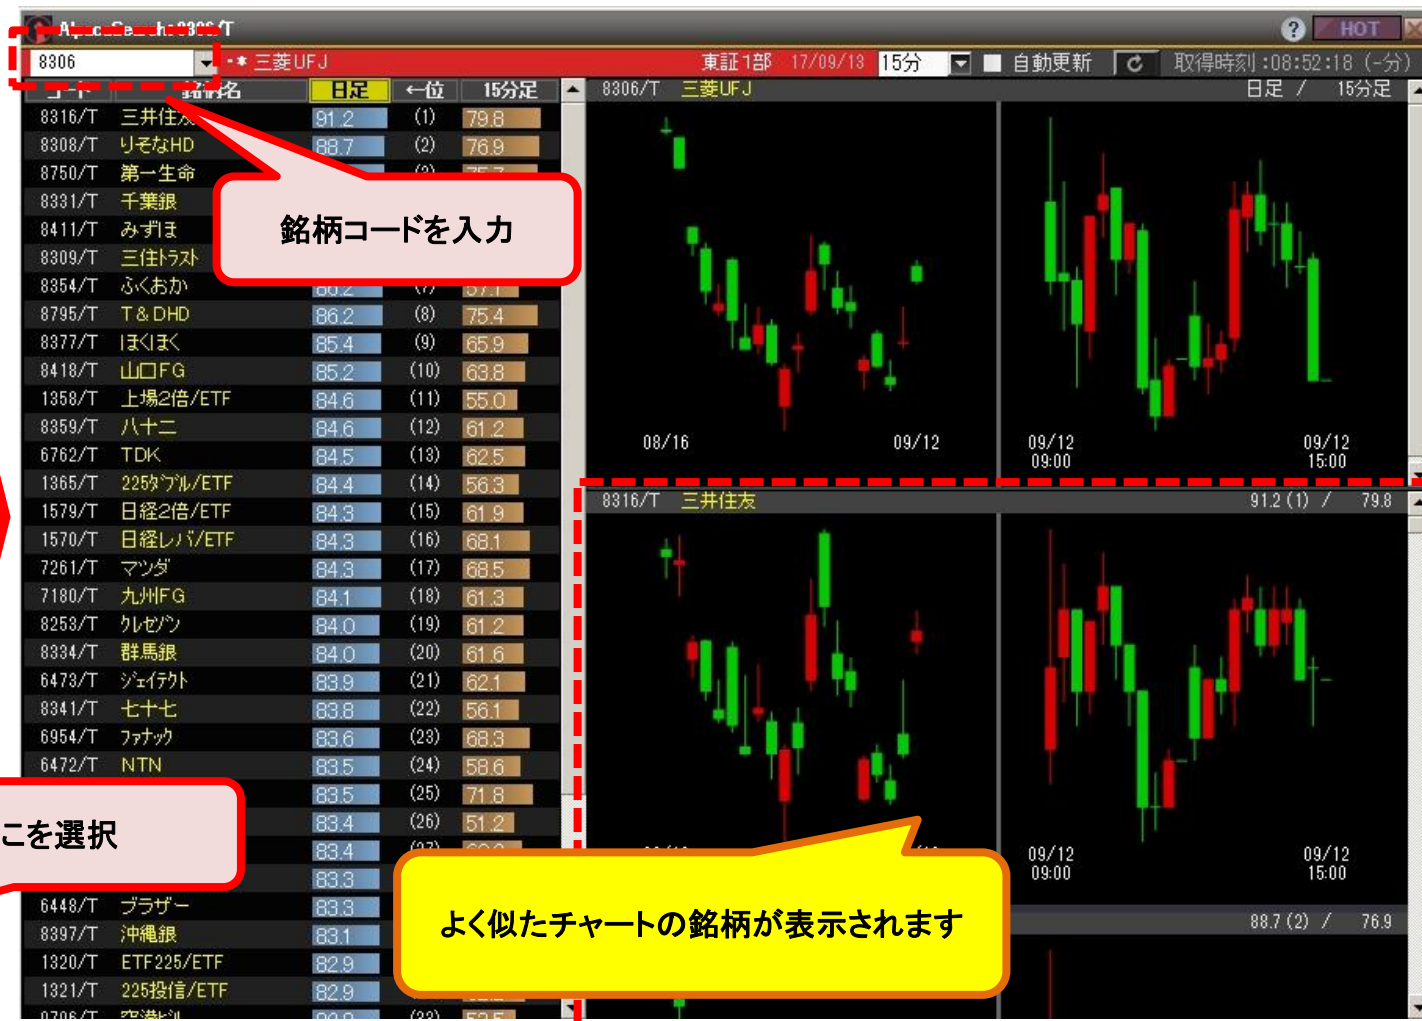 8306/T
HOT
8306
三菱UFJ
東証1部 17/09/13 15分 自動更新 取得時刻:08:52:18 (-分)
日足 ←位 15分足
8306/T 三菱UFJ 日足 / 15分足
8316/T 三井住友 91.2 (1) 79.8
8308/T りそなHD 88.7 (2) 76.9
8750/T 第一生命
8331/T 千葉銀
8411/T みずほ
8309/T 三住トラスト
8354/T ふくおか 86.2 (7) 57.1
8795/T T&DHD 86.2 (8) 75.4
8377/T ほくほく 85.4 (9) 65.9
8418/T 山口FG 85.2 (10) 63.8
1358/T 上場2倍/ETF 84.6 (11) 55.0
8359/T 八十二 84.6 (12) 61.2
6762/T TDK 84.5 (13) 62.5
1365/T 225ダブル/ETF 84.4 (14) 56.3
1579/T 日経2倍/ETF 84.3 (15) 61.9
1570/T 日経レバ/ETF 84.3 (16) 68.1
7261/T マツダ 84.3 (17) 68.5
7180/T 九州FG 84.1 (18) 61.3
8253/T クレセゾン 84.0 (19) 61.2
8334/T 群馬銀 84.0 (20) 61.6
6473/T ジェイテクト 83.9 (21) 62.1
8341/T 七十七 83.8 (22) 56.1
6954/T ファナック 83.6 (23) 68.3
6472/T NTN 83.5 (24) 58.6
83.5 (25) 71.8
83.4 (26) 51.2
83.4
83.3
6448/T ブラザー 83.3
8397/T 沖縄銀 83.1
1320/T ETF225/ETF 82.9
1321/T 225投信/ETF 82.9
銘柄コードを入力
こを選択
08/16 09/12
09/12 09/12
09:00 15:00
8316/T 三井住友 91.2 (1) / 79.8
09/12 09/12
09:00 15:00
よく似たチャートの銘柄が表示されます
88.7 (2) / 76.9